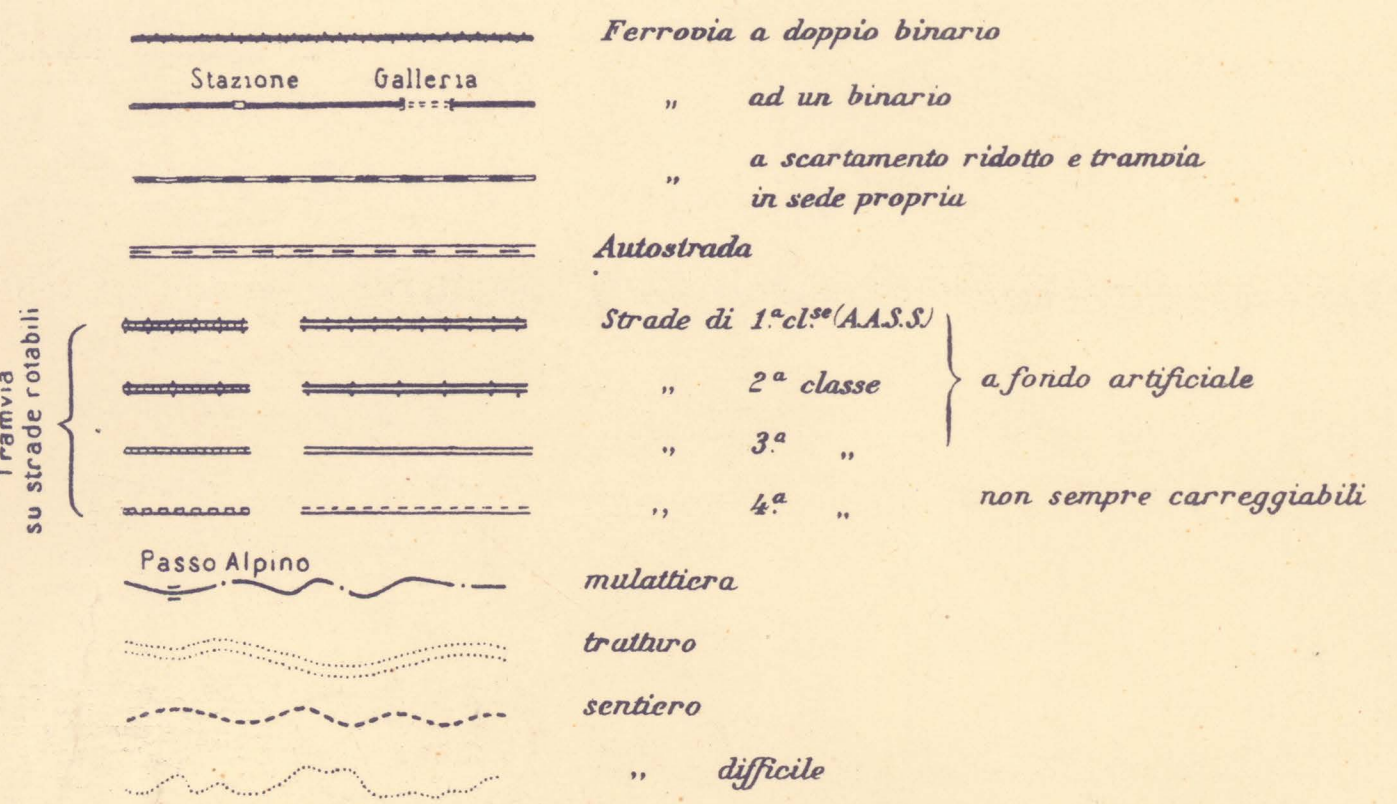 Ferrovia a doppio binario
Stazione Galleria
„ ad un binario
„ a scartamento ridotto e tramvia
in sede propria
Autostrada
Tramvia
su strade rotabili
Strade di 1.ª cl.se (A.A.S.S.)
„ 2ª classe
a fondo artificiale
„ 3.ª „
„ 4.ª „ non sempre carreggiabili
Passo Alpino
mulattiera
tratturo
sentiero
„ difficile